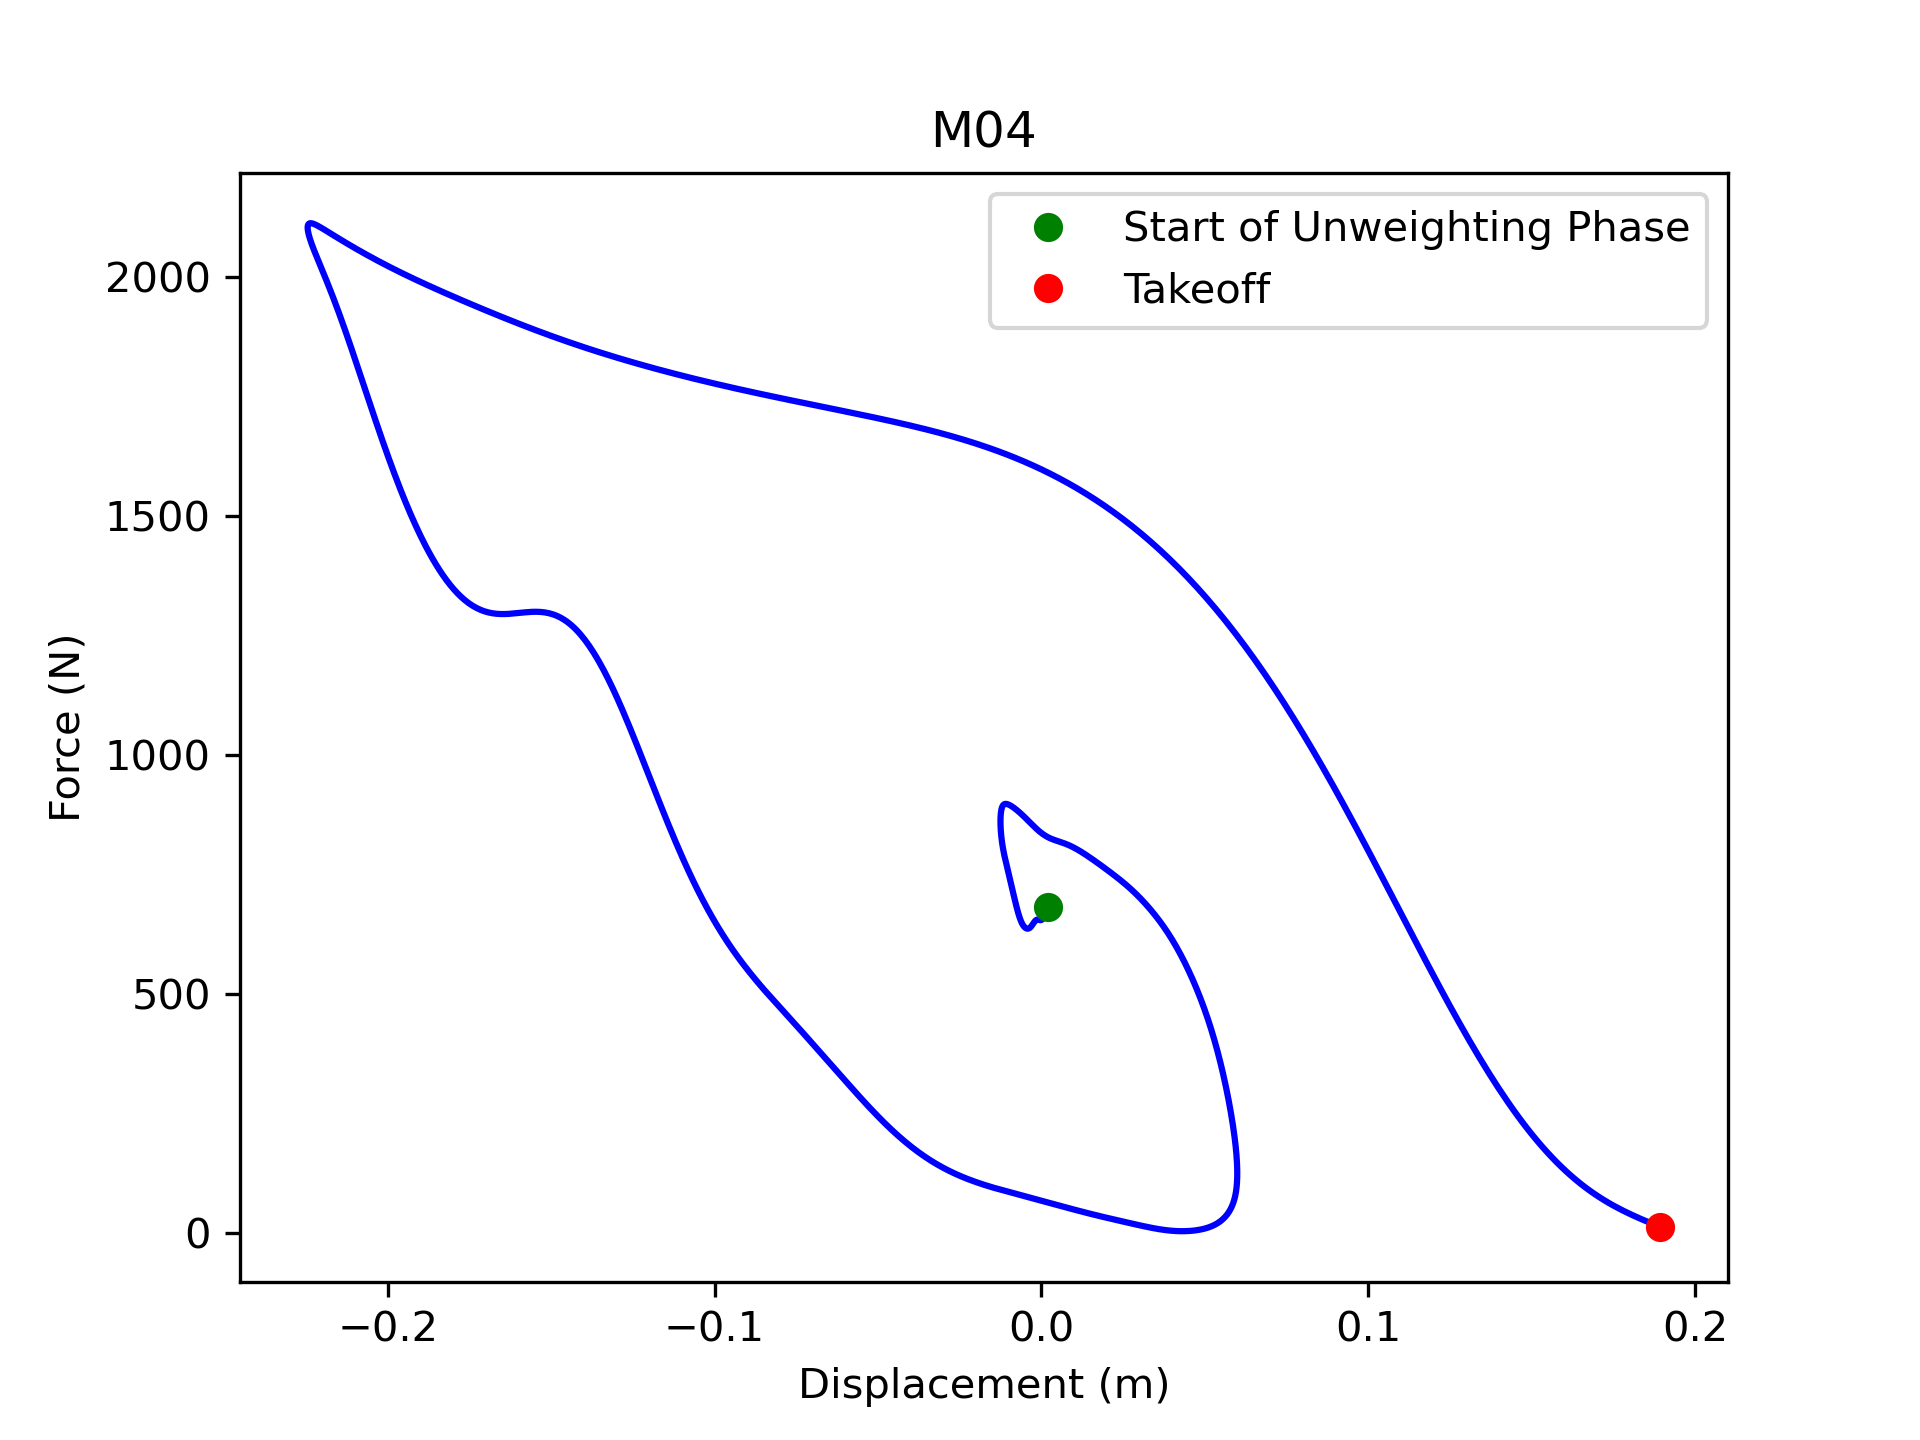 M04
Start of Unweighting Phase
Takeoff
2000
1500
1000
500
0
Force (N)
−0.2 −0.1 0.0 0.1 0.2
Displacement (m)